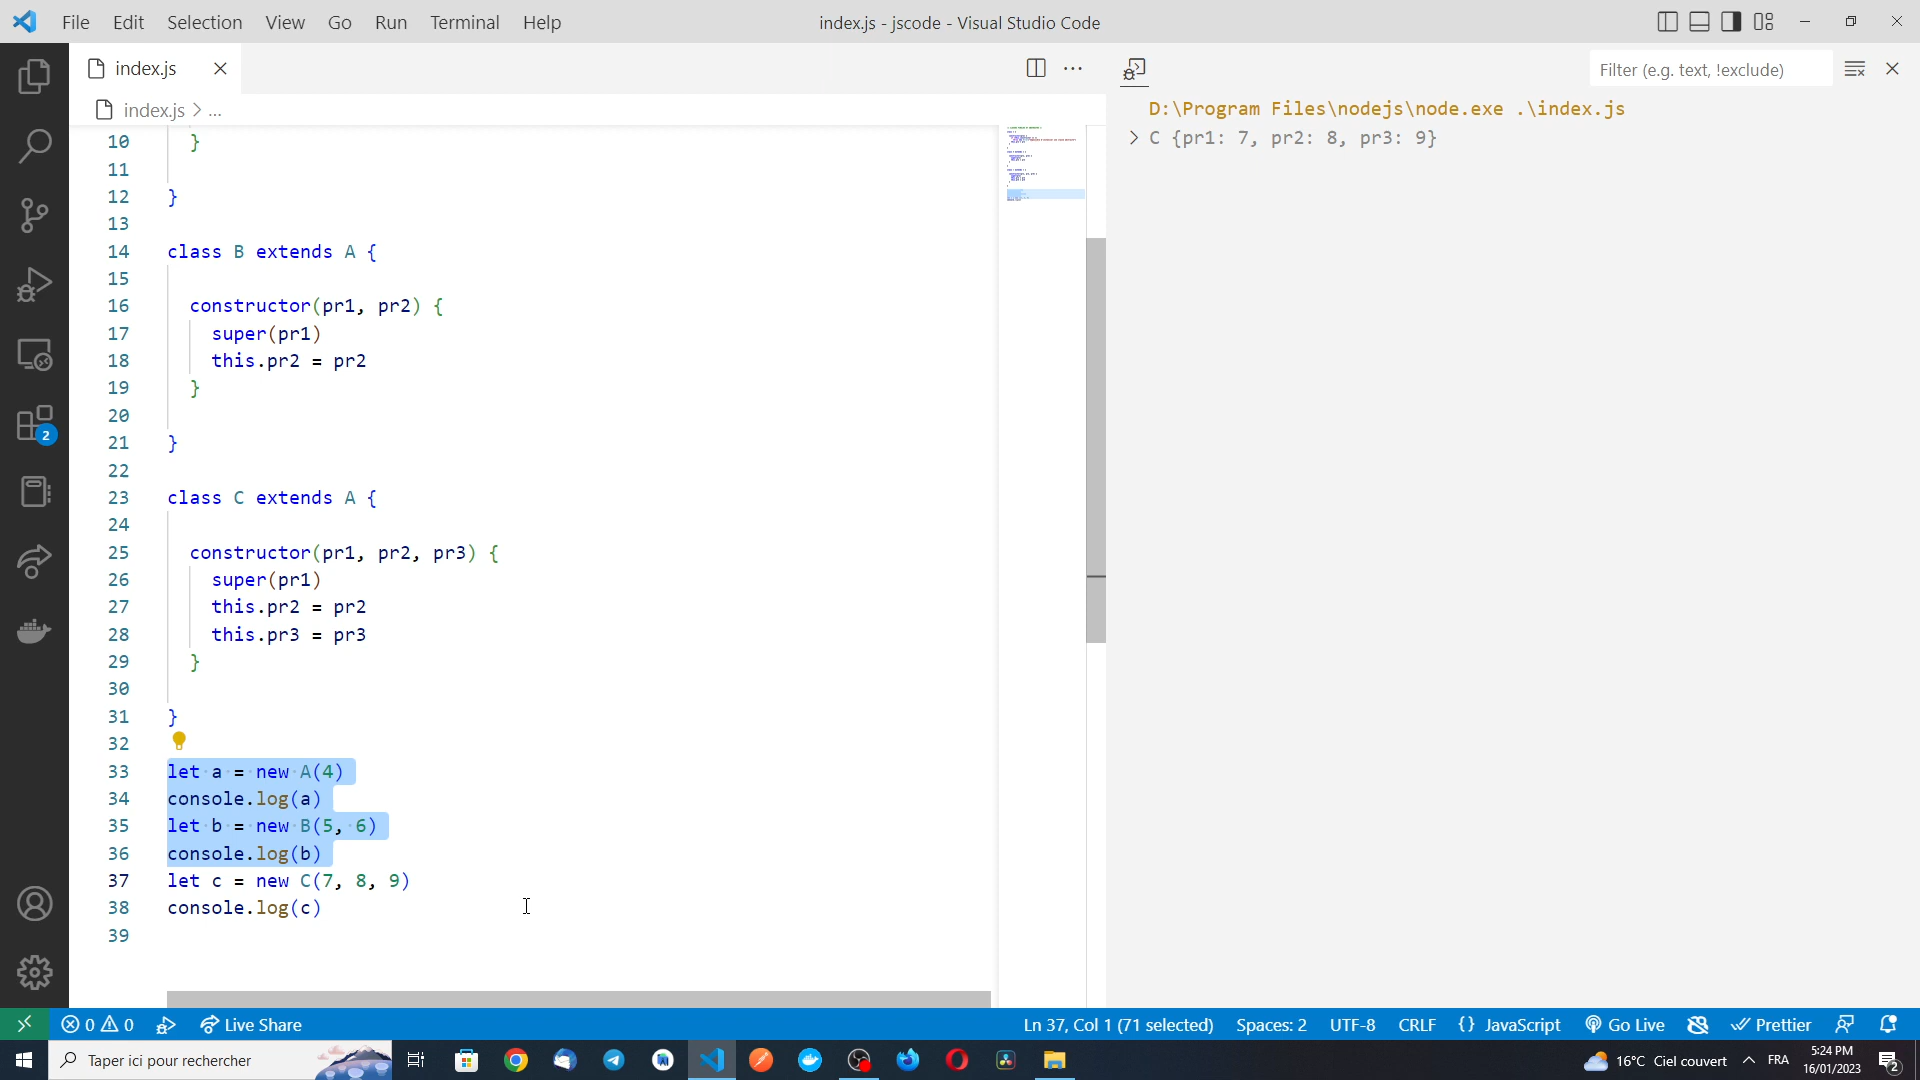 File Edit Selection View Go Run Terminal Help
index.js - jscode - Visual Studio Code
index.js
index.js > ...
10 }
11
12 }
13
14 class B extends A {
15
16 constructor(pr1, pr2) {
17 super(pr1)
18 this.pr2 = pr2
19 }
20
21 }
22
23 class C extends A {
24
25 constructor(pr1, pr2, pr3) {
26 super(pr1)
27 this.pr2 = pr2
28 this.pr3 = pr3
29 }
30
31 }
32
33 let a = new A(4)
34 console.log(a)
35 let b = new B(5, 6)
36 console.log(b)
37 let c = new C(7, 8, 9)
38 console.log(c)
39
Filter (e.g. text, !exclude)
D:\Program Files\nodejs\node.exe .\index.js
> C {pr1: 7, pr2: 8, pr3: 9}
2
0 0 Live Share
Ln 37, Col 1 (71 selected) Spaces: 2 UTF-8 CRLF {} JavaScript Go Live Prettier
Taper ici pour rechercher
16°C Ciel couvert FRA
5:24 PM
16/01/2023
2